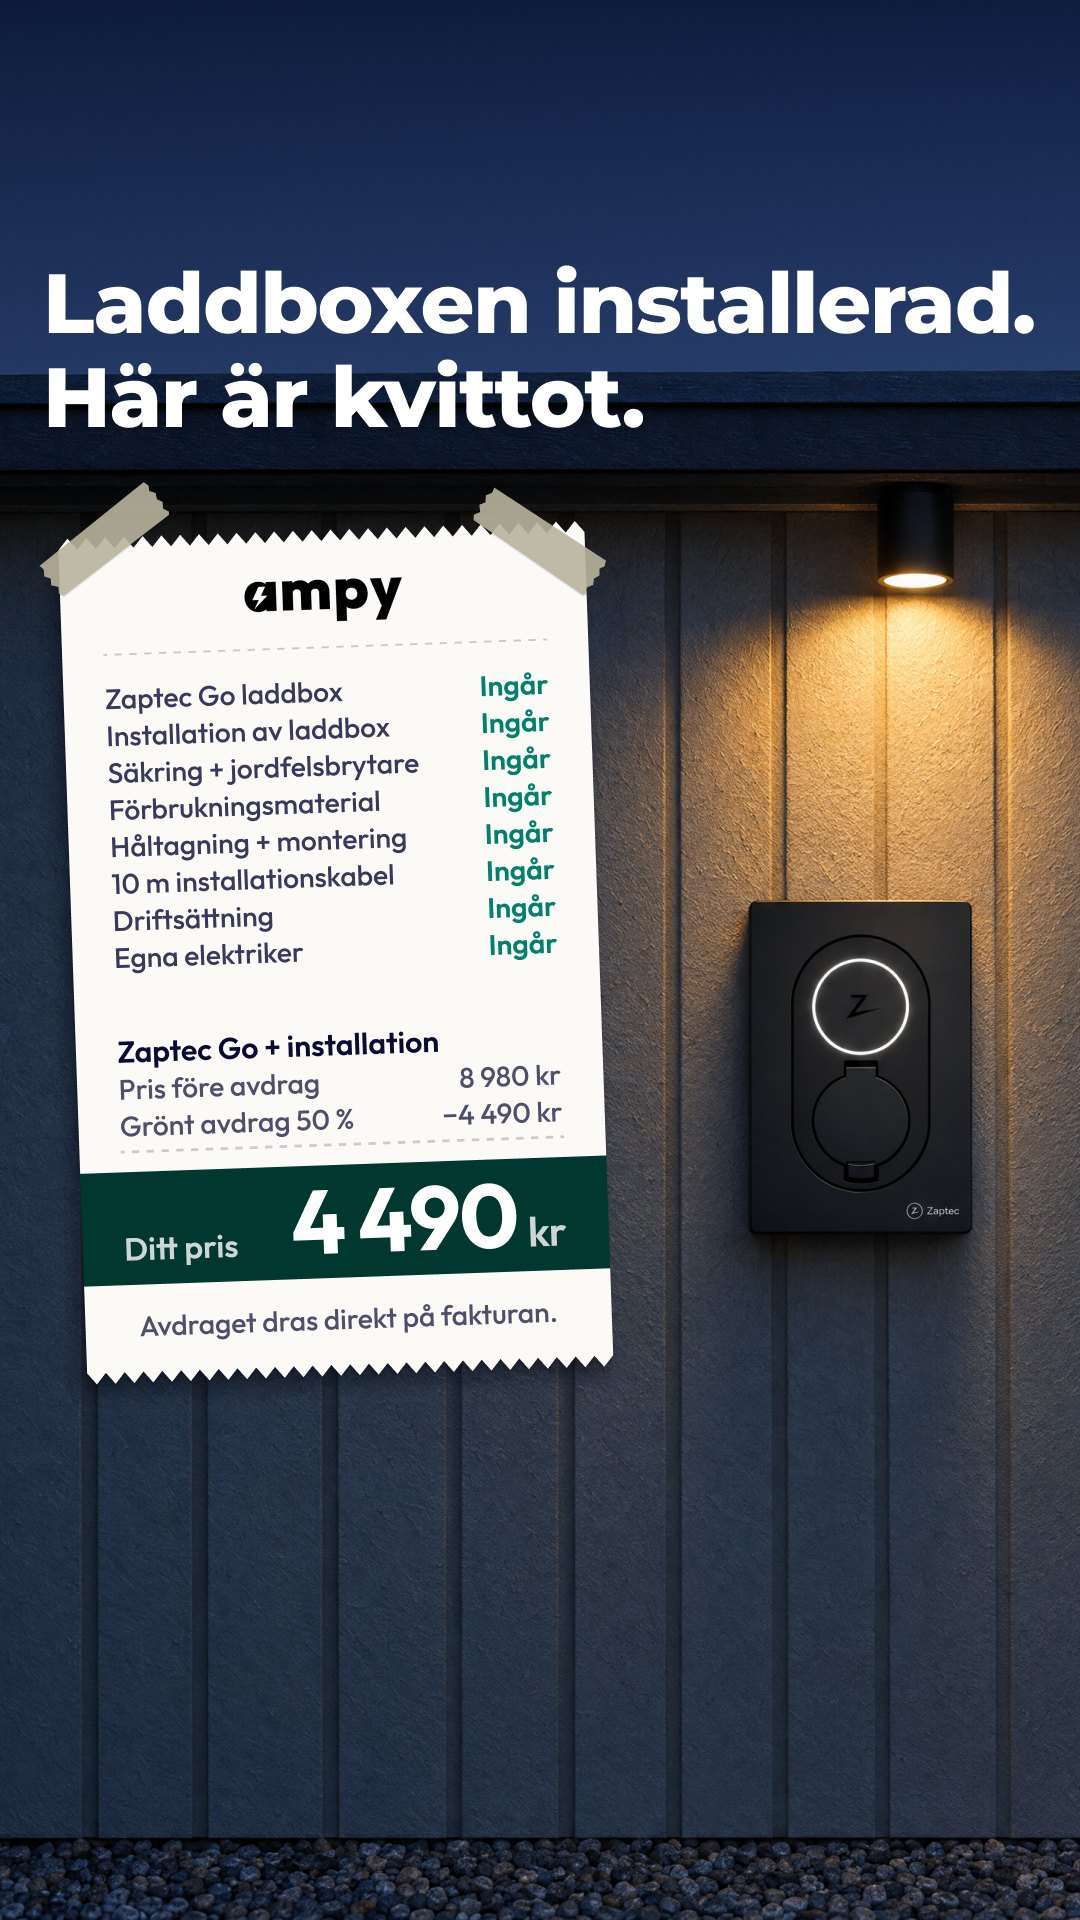 Laddboxen installerad.
Här är kvittot.
ampy
Zaptec Go laddbox Ingår
Installation av laddbox Ingår
Säkring + jordfelsbrytare Ingår
Förbrukningsmaterial Ingår
Håltagning + montering Ingår
10 m installationskabel Ingår
Driftsättning Ingår
Egna elektriker Ingår
Zaptec Go + installation
Pris före avdrag 8 980 kr
Grönt avdrag 50 % −4 490 kr
Ditt pris 4 490 kr
Avdraget dras direkt på fakturan.
Zaptec